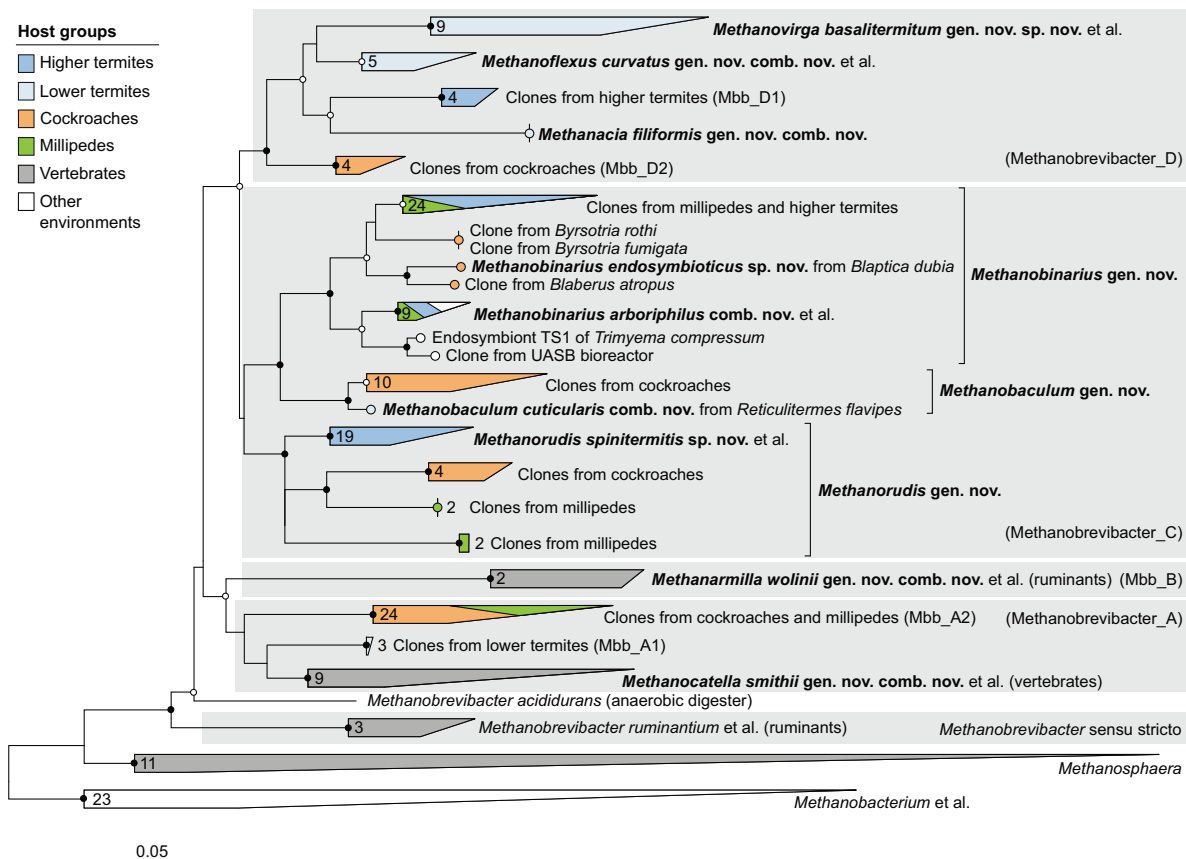 Host groups
Higher termites
Lower termites
Cockroaches
Millipedes
Vertebrates
Other
environments
9 Methanovirga basalitermitum gen. nov. sp. nov. et al.
5 Methanoflexus curvatus gen. nov. comb. nov. et al.
4 Clones from higher termites (Mbb_D1)
Methanacia filiformis gen. nov. comb. nov.
(Methanobrevibacter_D)
4 Clones from cockroaches (Mbb_D2)
24 Clones from millipedes and higher termites
Clone from Byrsotria rothi
Clone from Byrsotria fumigata
Methanobinarius endosymbioticus sp. nov. from Blaptica dubia
Methanobinarius gen. nov.
Clone from Blaberus atropus
9 Methanobinarius arboriphilus comb. nov. et al.
Endosymbiont TS1 of Trimyema compressum
Clone from UASB bioreactor
10 Clones from cockroaches
Methanobaculum gen. nov.
Methanobaculum cuticularis comb. nov. from Reticulitermes flavipes
19 Methanorudis spinitermitis sp. nov. et al.
4 Clones from cockroaches
Methanorudis gen. nov.
2 Clones from millipedes
(Methanobrevibacter_C)
2 Clones from millipedes
2 Methanarmilla wolinii gen. nov. comb. nov. et al. (ruminants) (Mbb_B)
24 Clones from cockroaches and millipedes (Mbb_A2) (Methanobrevibacter_A)
3 Clones from lower termites (Mbb_A1)
9 Methanocatella smithii gen. nov. comb. nov. et al. (vertebrates)
Methanobrevibacter acididurans (anaerobic digester)
3 Methanobrevibacter ruminantium et al. (ruminants) Methanobrevibacter sensu stricto
11 Methanosphaera
23 Methanobacterium et al.
0.05